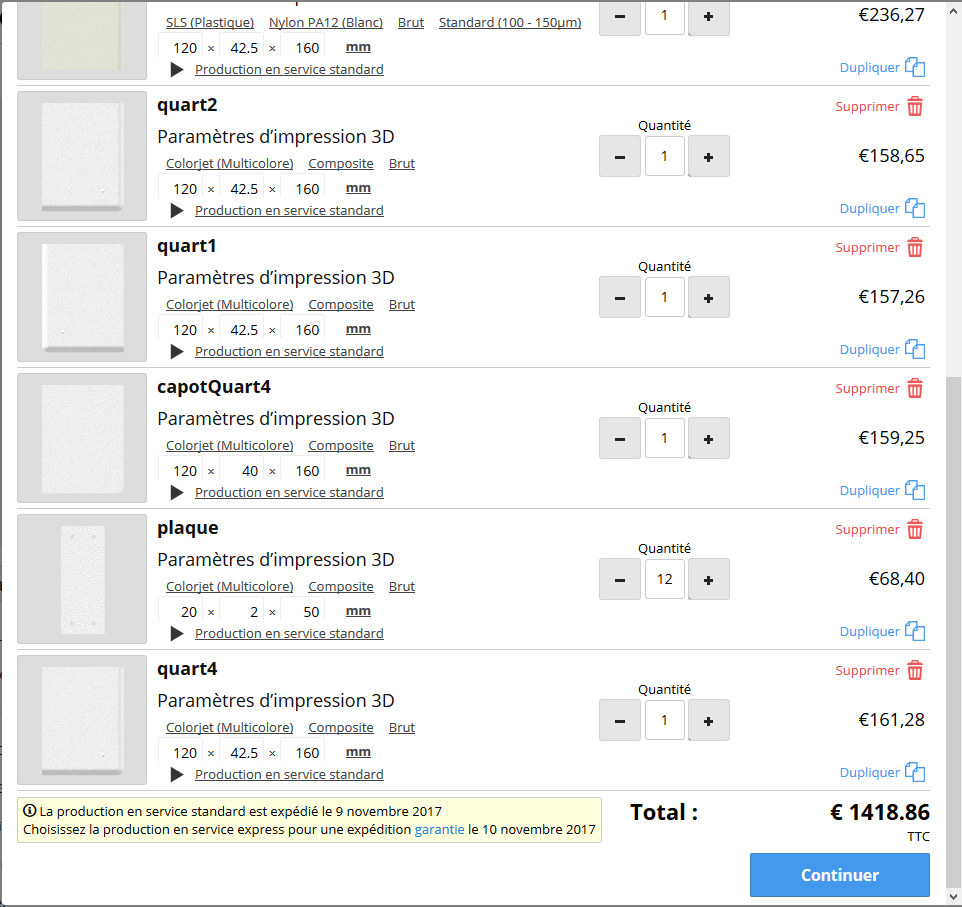 SLS (Plastique) Nylon PA12 (Blanc) Brut Standard (100 - 150µm)
− 1 +
€236,27
120 × 42.5 × 160 mm
Production en service standard
Dupliquer
quart2
Supprimer
Paramètres d’impression 3D
Quantité
Colorjet (Multicolore) Composite Brut
− 1 +
€158,65
120 × 42.5 × 160 mm
Production en service standard
Dupliquer
quart1
Supprimer
Paramètres d’impression 3D
Quantité
Colorjet (Multicolore) Composite Brut
− 1 +
€157,26
120 × 42.5 × 160 mm
Production en service standard
Dupliquer
capotQuart4
Supprimer
Paramètres d’impression 3D
Quantité
Colorjet (Multicolore) Composite Brut
− 1 +
€159,25
120 × 40 × 160 mm
Production en service standard
Dupliquer
plaque
Supprimer
Paramètres d’impression 3D
Quantité
Colorjet (Multicolore) Composite Brut
− 12 +
€68,40
20 × 2 × 50 mm
Production en service standard
Dupliquer
quart4
Supprimer
Paramètres d’impression 3D
Quantité
Colorjet (Multicolore) Composite Brut
− 1 +
€161,28
120 × 42.5 × 160 mm
Production en service standard
Dupliquer
La production en service standard est expédié le 9 novembre 2017
Choisissez la production en service express pour une expédition garantie le 10 novembre 2017
Total : € 1418.86
TTC
Continuer